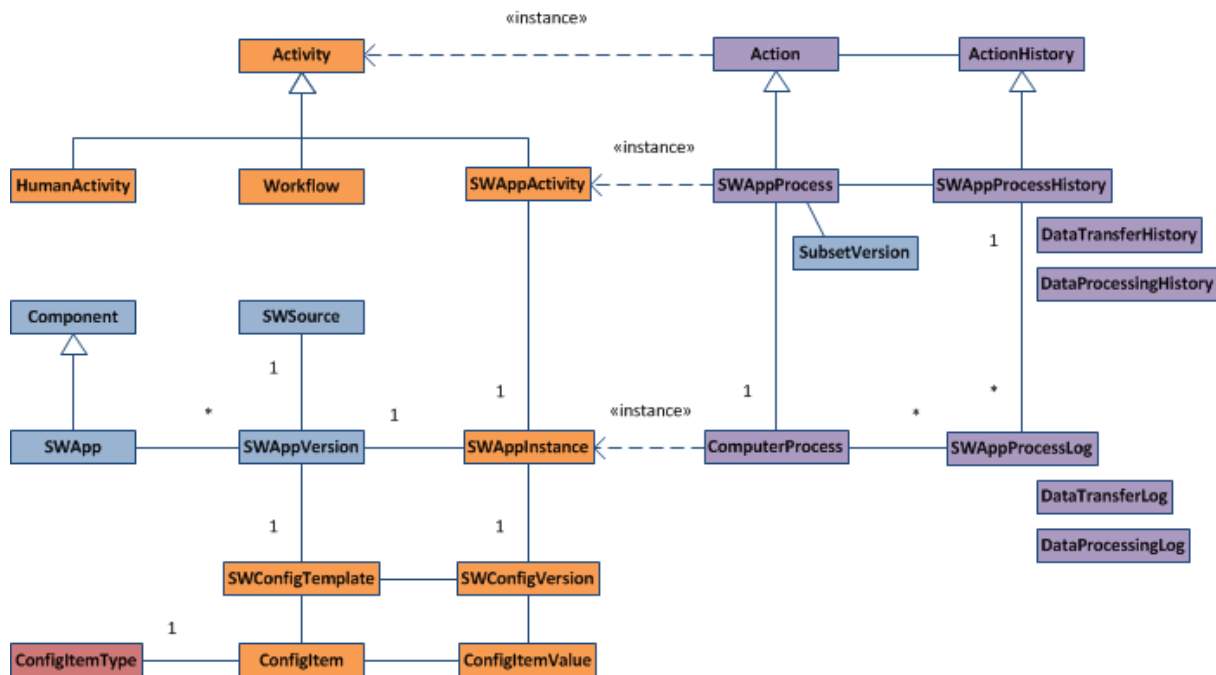 «instance»
Activity
Action
ActionHistory
«instance»
HumanActivity
Workflow
SWAppActivity
SWAppProcess
SWAppProcessHistory
SubsetVersion
1
DataTransferHistory
DataProcessingHistory
Component
SWSource
1
1
1
*
*
1
«instance»
*
SWApp
SWAppVersion
SWAppInstance
ComputerProcess
SWAppProcessLog
DataTransferLog
1
1
DataProcessingLog
SWConfigTemplate
SWConfigVersion
1
ConfigItemType
ConfigItem
ConfigItemValue